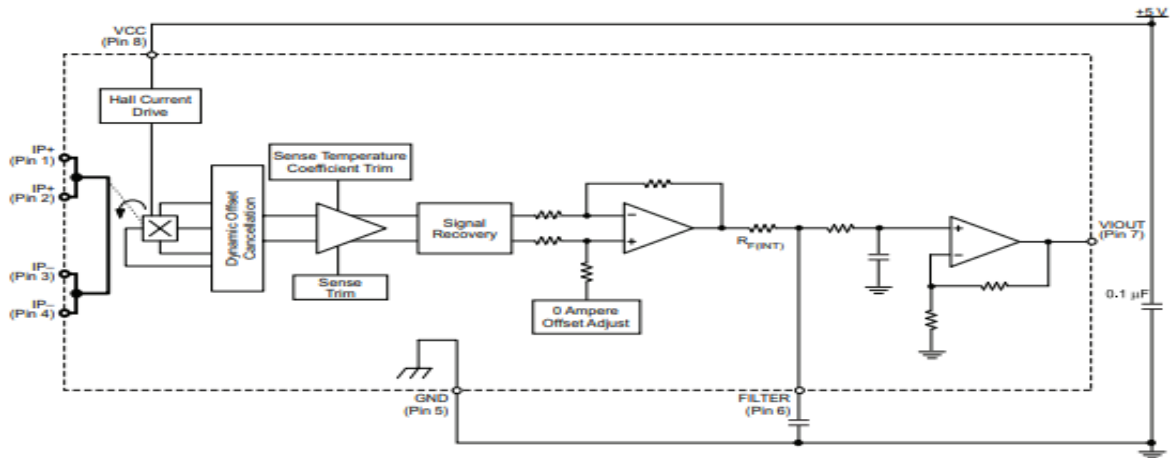 +5 V
VCC
(Pin 8)
Hall Current
Drive
IP+
(Pin 1)
IP+
(Pin 2)
IP–
(Pin 3)
IP–
(Pin 4)
Dynamic Offset
Cancellation
Sense Temperature
Coefficient Trim
Sense
Trim
Signal
Recovery
0 Ampere
Offset Adjust
RF(INT)
VIOUT
(Pin 7)
0.1 µF
GND
(Pin 5)
FILTER
(Pin 6)